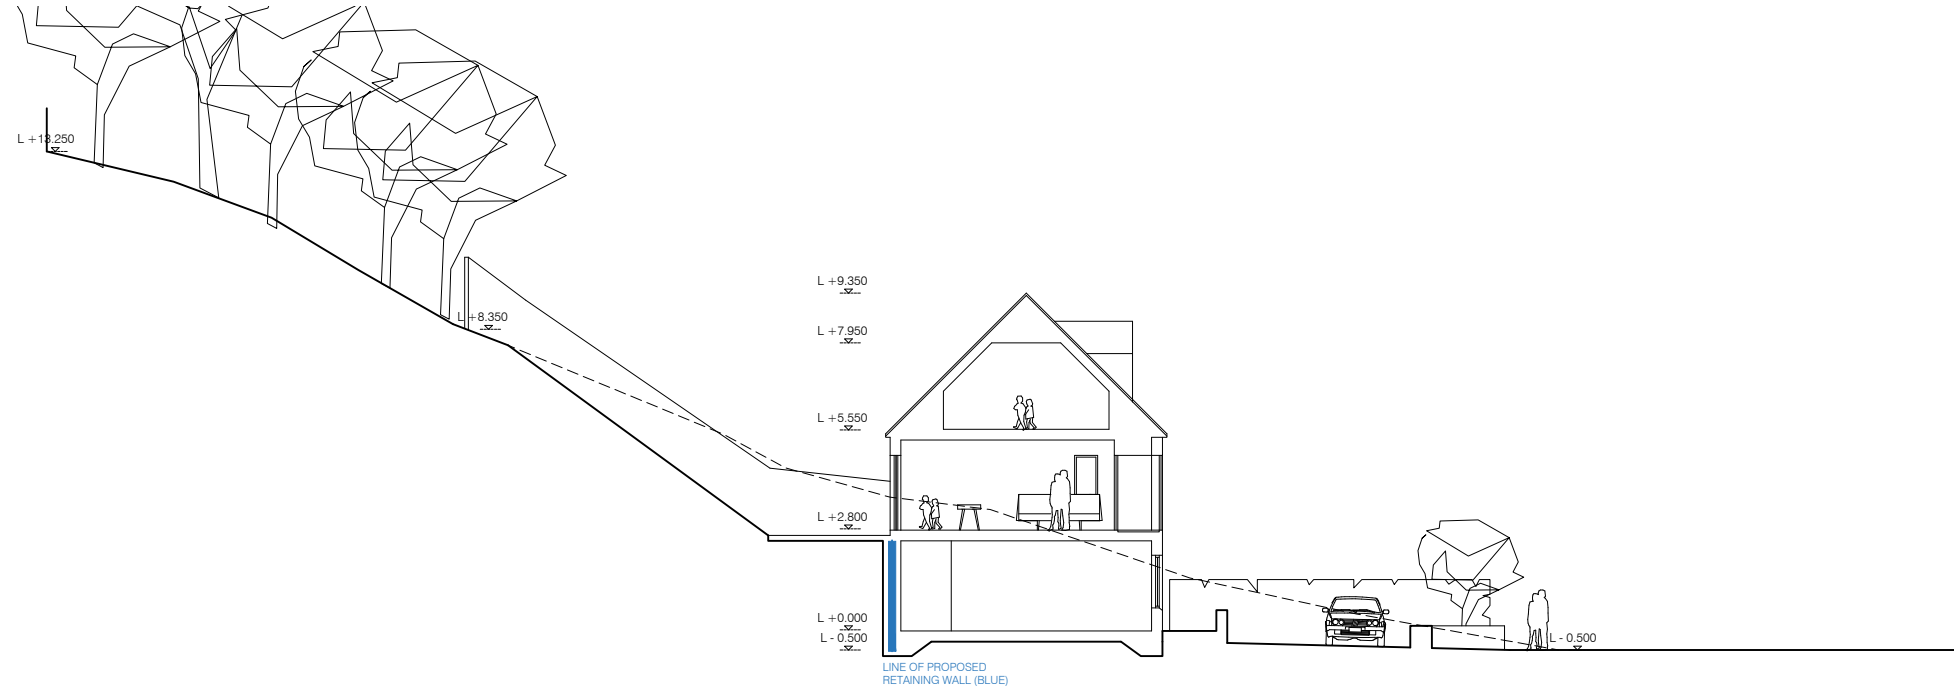 L +13.250
L +9.350
L +8.350
L +7.950
L +5.550
L +2.800
L +0.000
L - 0.500
L - 0.500
LINE OF PROPOSED
RETAINING WALL (BLUE)